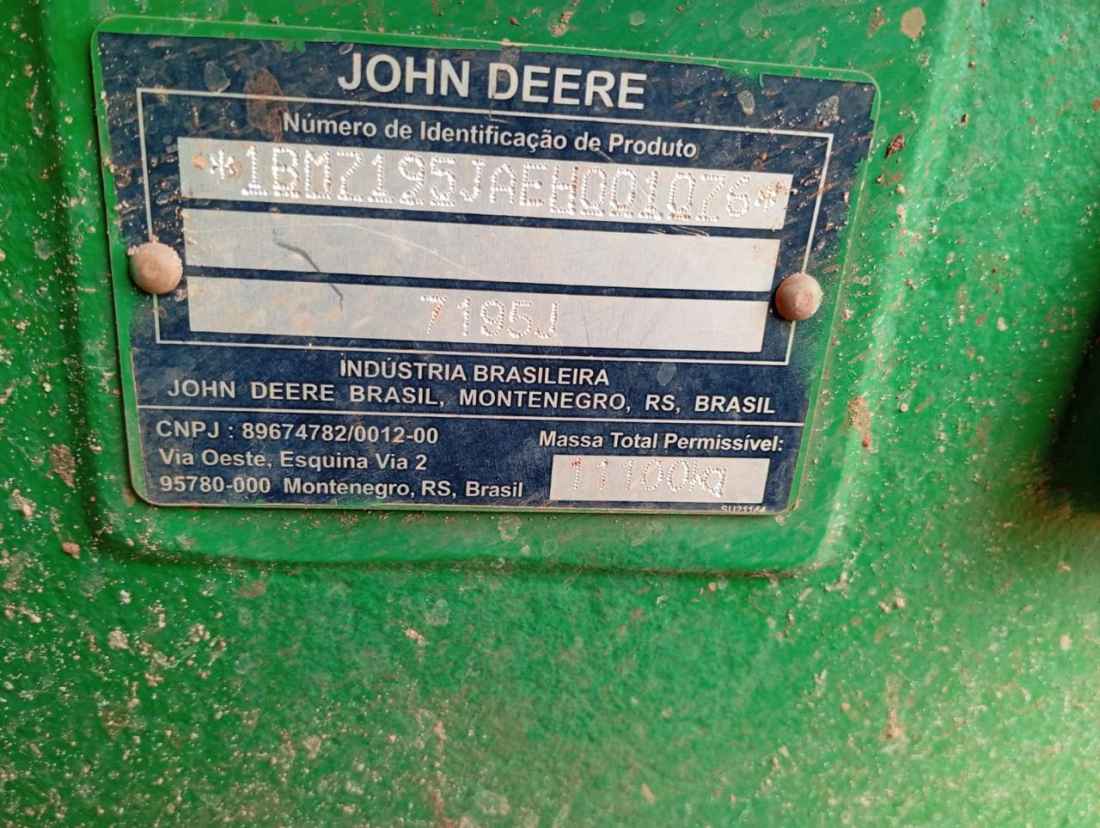 JOHN DEERE
Número de Identificação de Produto
*1BM7195JAEH001076*
7195J
INDÚSTRIA BRASILEIRA
JOHN DEERE BRASIL, MONTENEGRO, RS, BRASIL
CNPJ : 89674782/0012-00
Via Oeste, Esquina Via 2
95780-000 Montenegro, RS, Brasil
Massa Total Permissível:
11100kg